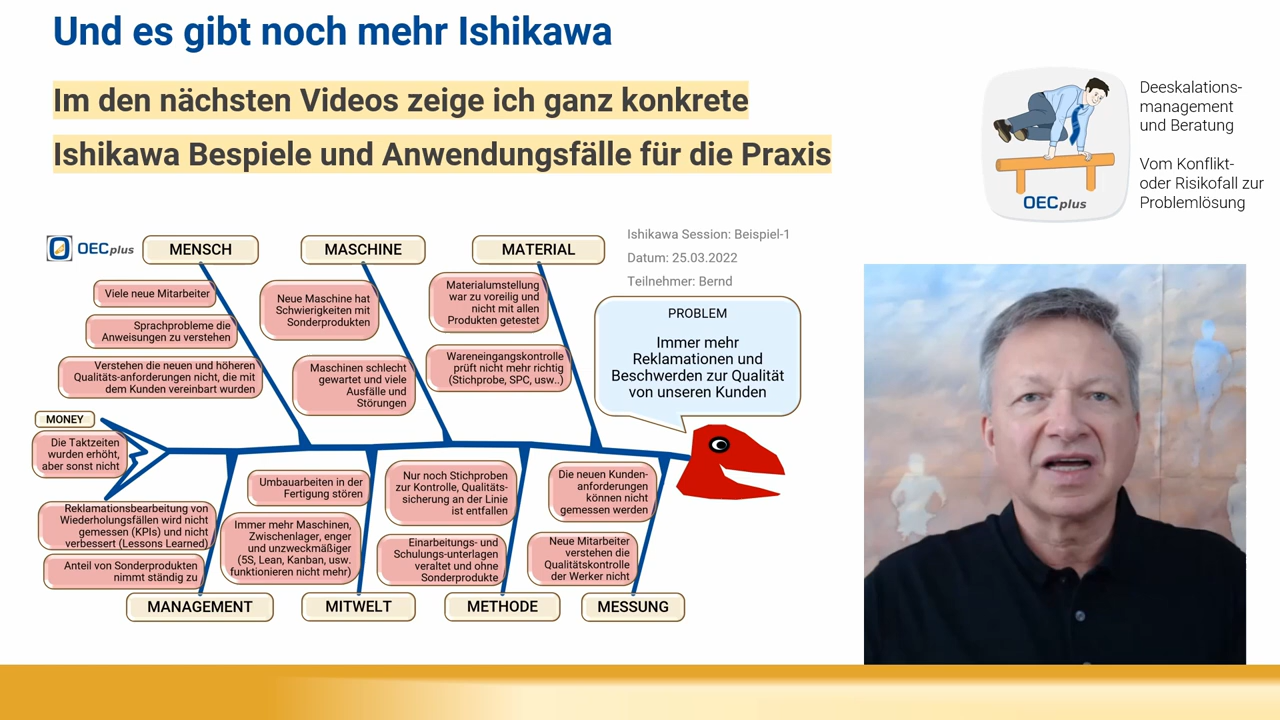 Und es gibt noch mehr Ishikawa
Im den nächsten Videos zeige ich ganz konkrete
Ishikawa Bespiele und Anwendungsfälle für die Praxis
Deeskalations-
management
und Beratung
Vom Konflikt-
oder Risikofall zur
Problemlösung
OECplus
OECplus
MENSCH
MASCHINE
MATERIAL
Ishikawa Session: Beispiel-1
Datum: 25.03.2022
Teilnehmer: Bernd
Viele neue Mitarbeiter
Sprachprobleme die
Anweisungen zu verstehen
Verstehen die neuen und höheren
Qualitäts-anforderungen nicht, die mit
dem Kunden vereinbart wurden
Neue Maschine hat
Schwierigkeiten mit
Sonderprodukten
Maschinen schlecht
gewartet und viele
Ausfälle und
Störungen
Materialumstellung
war zu voreilig und
nicht mit allen
Produkten getestet
Wareneingangskontrolle
prüft nicht mehr richtig
(Stichprobe, SPC, usw..)
PROBLEM
Immer mehr
Reklamationen und
Beschwerden zur Qualität
von unseren Kunden
MONEY
Die Taktzeiten
wurden erhöht,
aber sonst nicht
Reklamationsbearbeitung von
Wiederholungsfällen wird nicht
gemessen (KPIs) und nicht
verbessert (Lessons Learned)
Anteil von Sonderprodukten
nimmt ständig zu
Umbauarbeiten in der
Fertigung stören
Immer mehr Maschinen,
Zwischenlager, enger
und unzweckmäßiger
(5S, Lean, Kanban, usw.
funktionieren nicht mehr)
Nur noch Stichproben
zur Kontrolle, Qualitäts-
sicherung an der Linie
ist entfallen
Einarbeitungs- und
Schulungs-unterlagen
veraltet und ohne
Sonderprodukte
Die neuen Kunden-
anforderungen
können nicht
gemessen werden
Neue Mitarbeiter
verstehen die
Qualitätskontrolle
der Werker nicht
MANAGEMENT
MITWELT
METHODE
MESSUNG